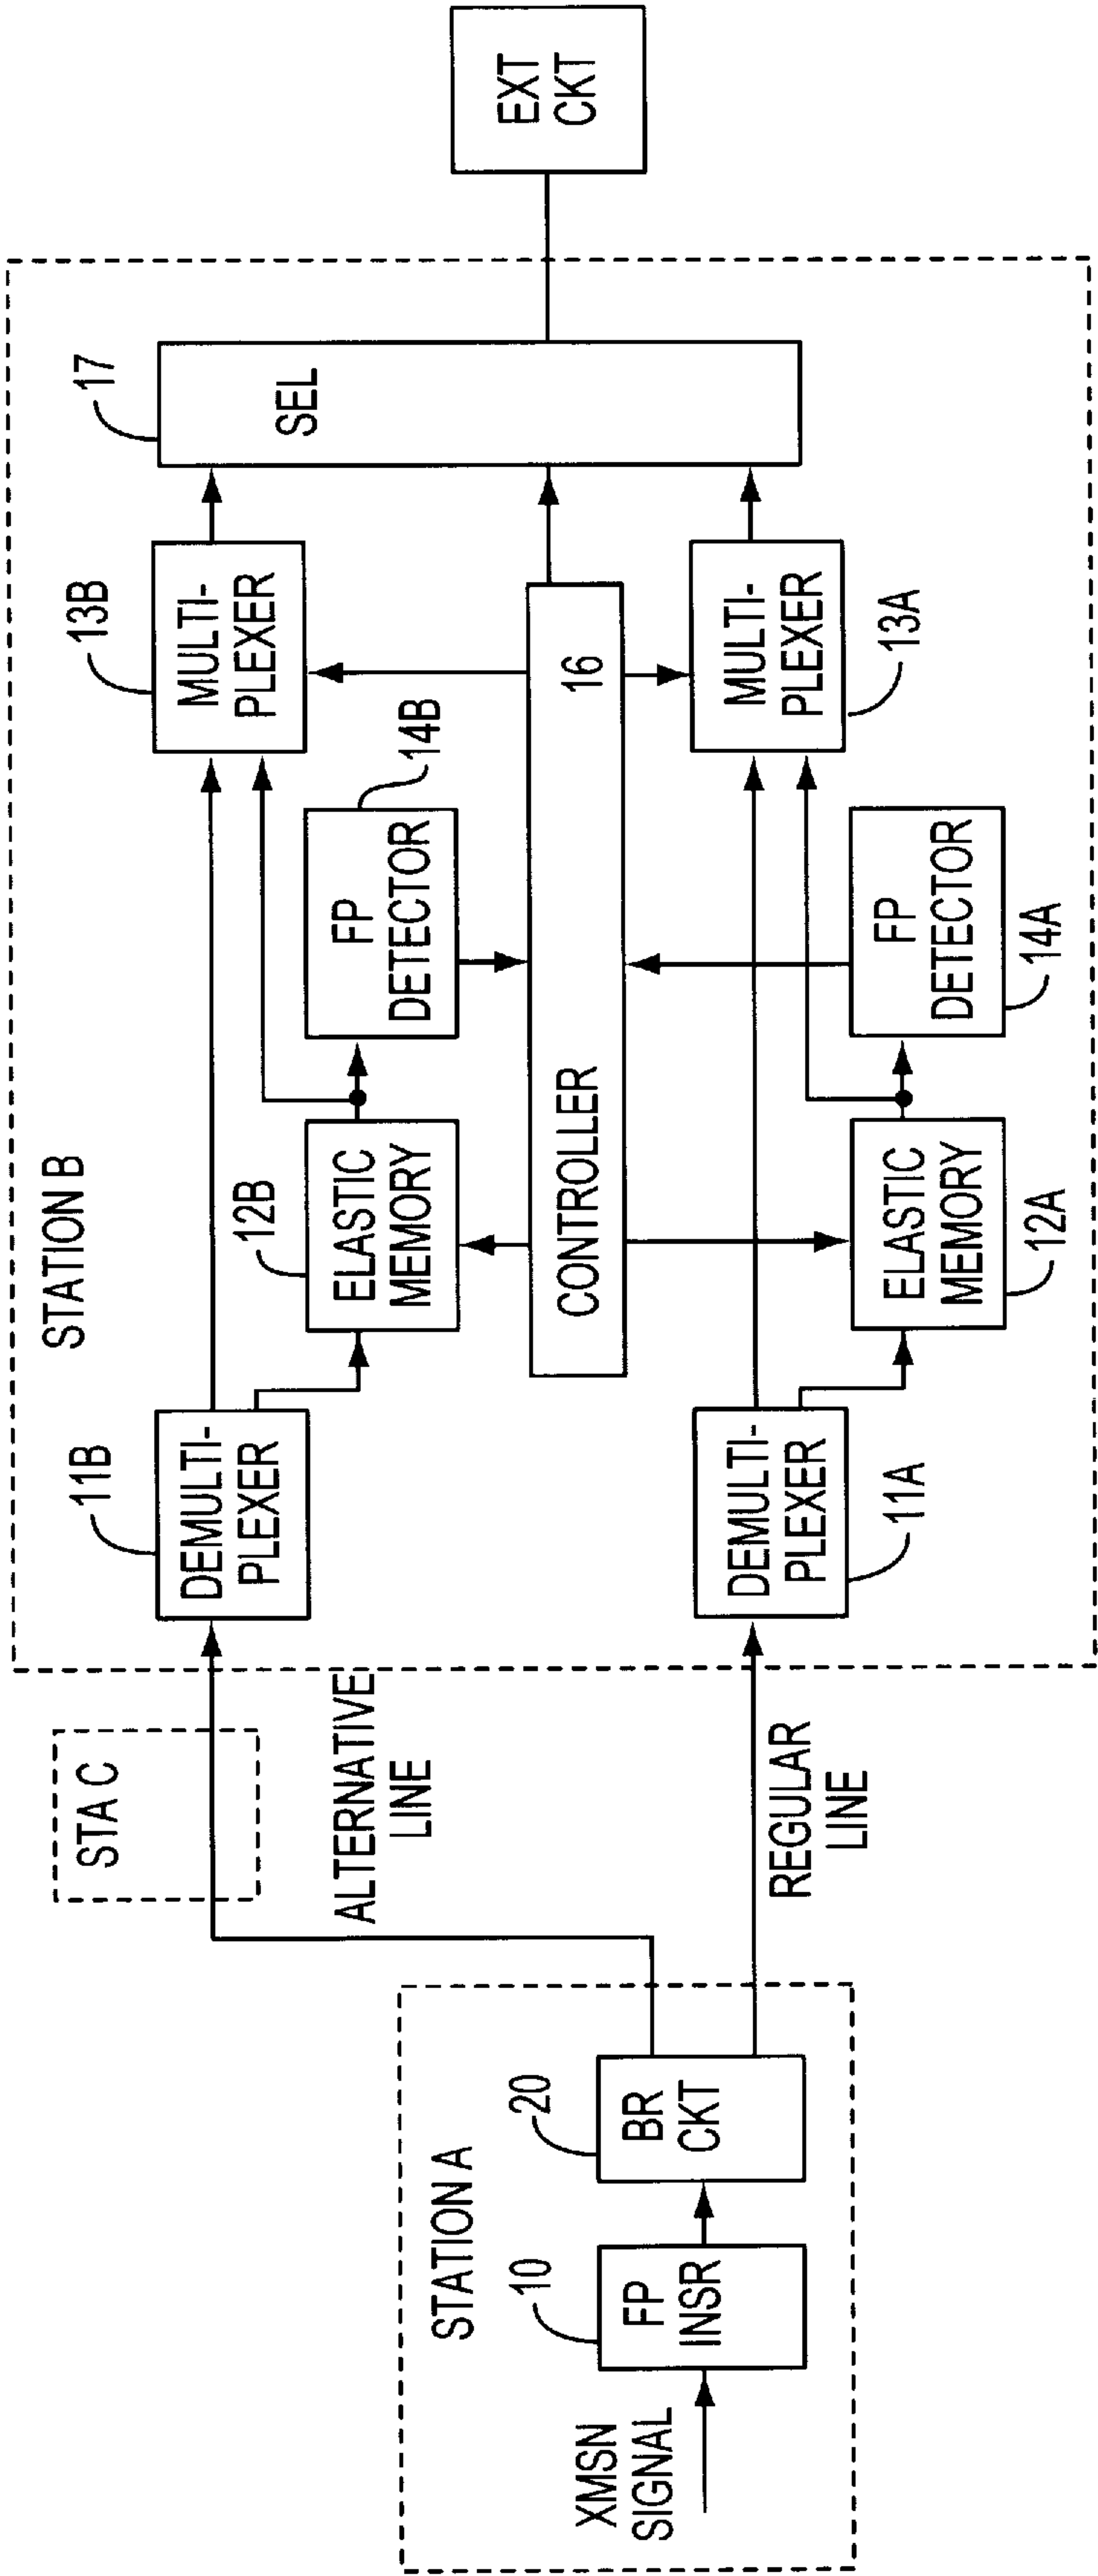 STATION A
XMSN
SIGNAL
10
FP
INSR
20
BR
CKT
STA C
ALTERNATIVE
LINE
REGULAR
LINE
STATION B
11B
DEMULTI-
PLEXER
12B
ELASTIC
MEMORY
FP
DETECTOR
14B
13B
MULTI-
PLEXER
CONTROLLER
16
17
SEL
EXT
CKT
DEMULTI-
PLEXER
11A
ELASTIC
MEMORY
12A
FP
DETECTOR
14A
MULTI-
PLEXER
13A